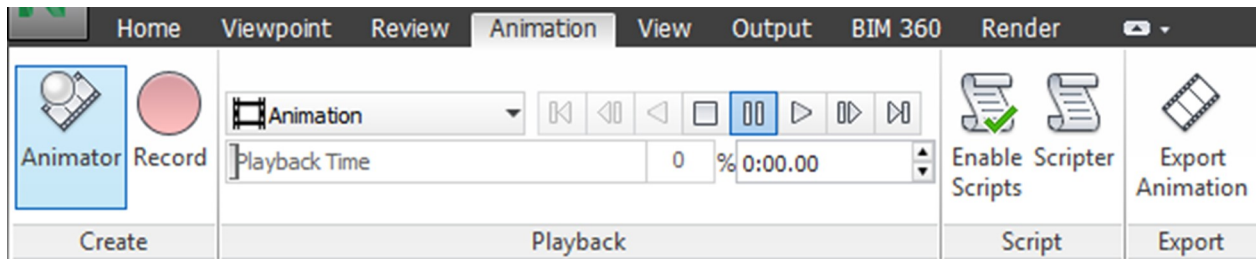 Home Viewpoint Review Animation View Output BIM 360 Render
Animation
Playback Time 0 % 0:00.00
Animator Record
Enable Scripts
Scripter
Export Animation
Create Playback Script Export